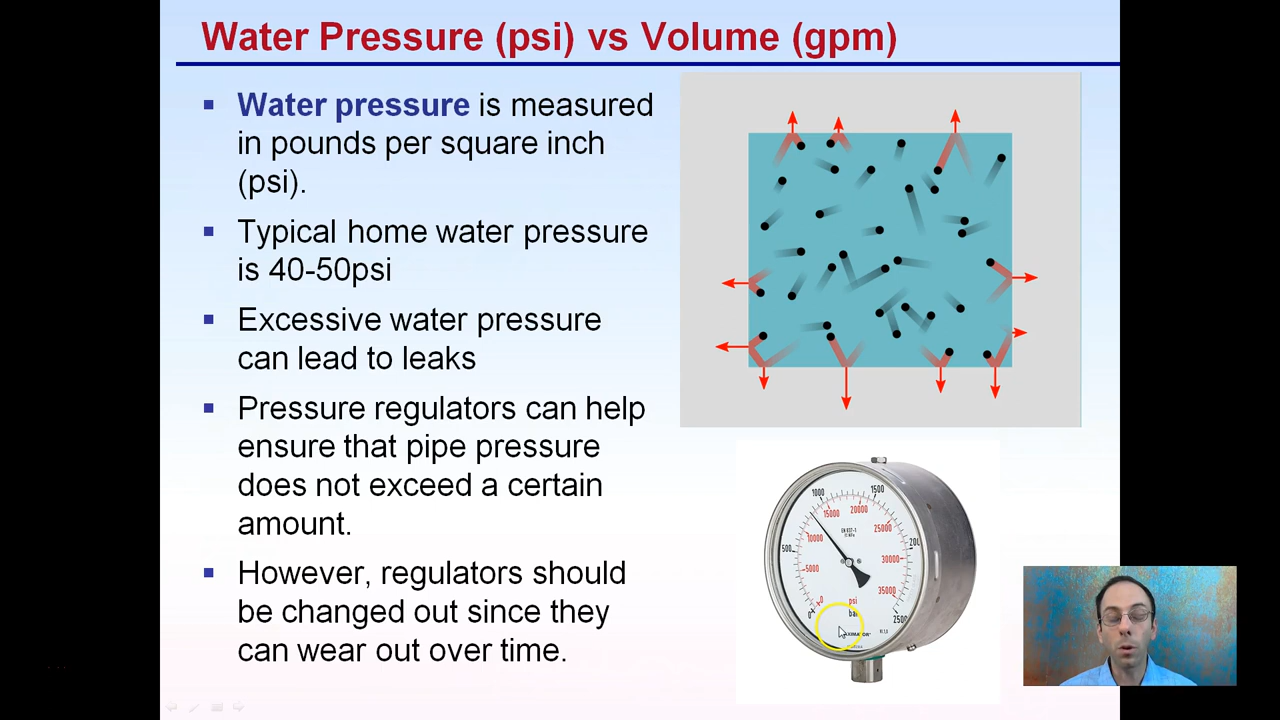 Water Pressure (psi) vs Volume (gpm)
Water pressure is measured
in pounds per square inch
(psi).
Typical home water pressure
is 40-50psi
Excessive water pressure
can lead to leaks
Pressure regulators can help
ensure that pipe pressure
does not exceed a certain
amount.
However, regulators should
be changed out since they
can wear out over time.
1000
1500
15000
20000
10000
25000
500
5000
30000
35000
0
0
psi
bar
2500